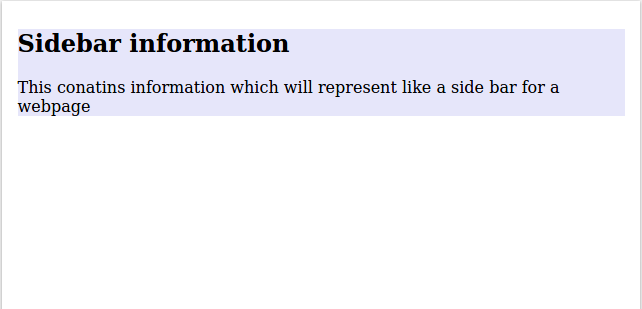 Sidebar information
This conatins information which will represent like a side bar for a
webpage